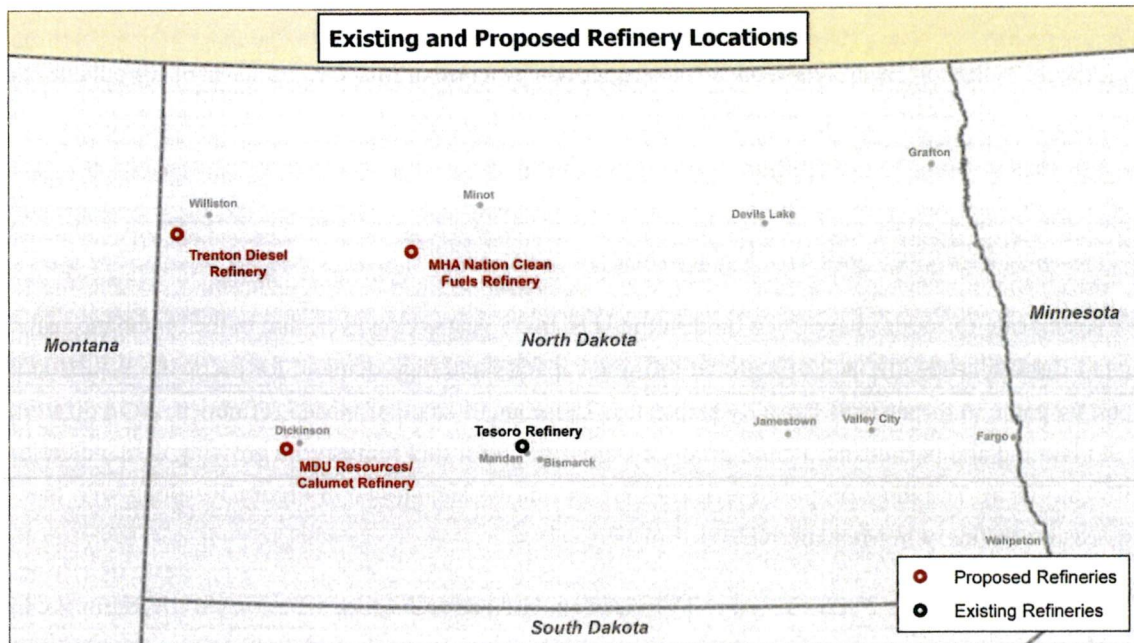 Existing and Proposed Refinery Locations
Grafton
Minot
Williston
Devils Lake
Trenton Diesel
Refinery
MHA Nation Clean
Fuels Refinery
Minnesota
Montan
North Dakota
Dickinson
Tesoro Refinery
Jamestown
Valley City
Fargo
Mandan
Bismarck
MDU Resources/
Calumet Refinery
Wahpeton
Proposed Refineries
Existing Refineries
South Dakota